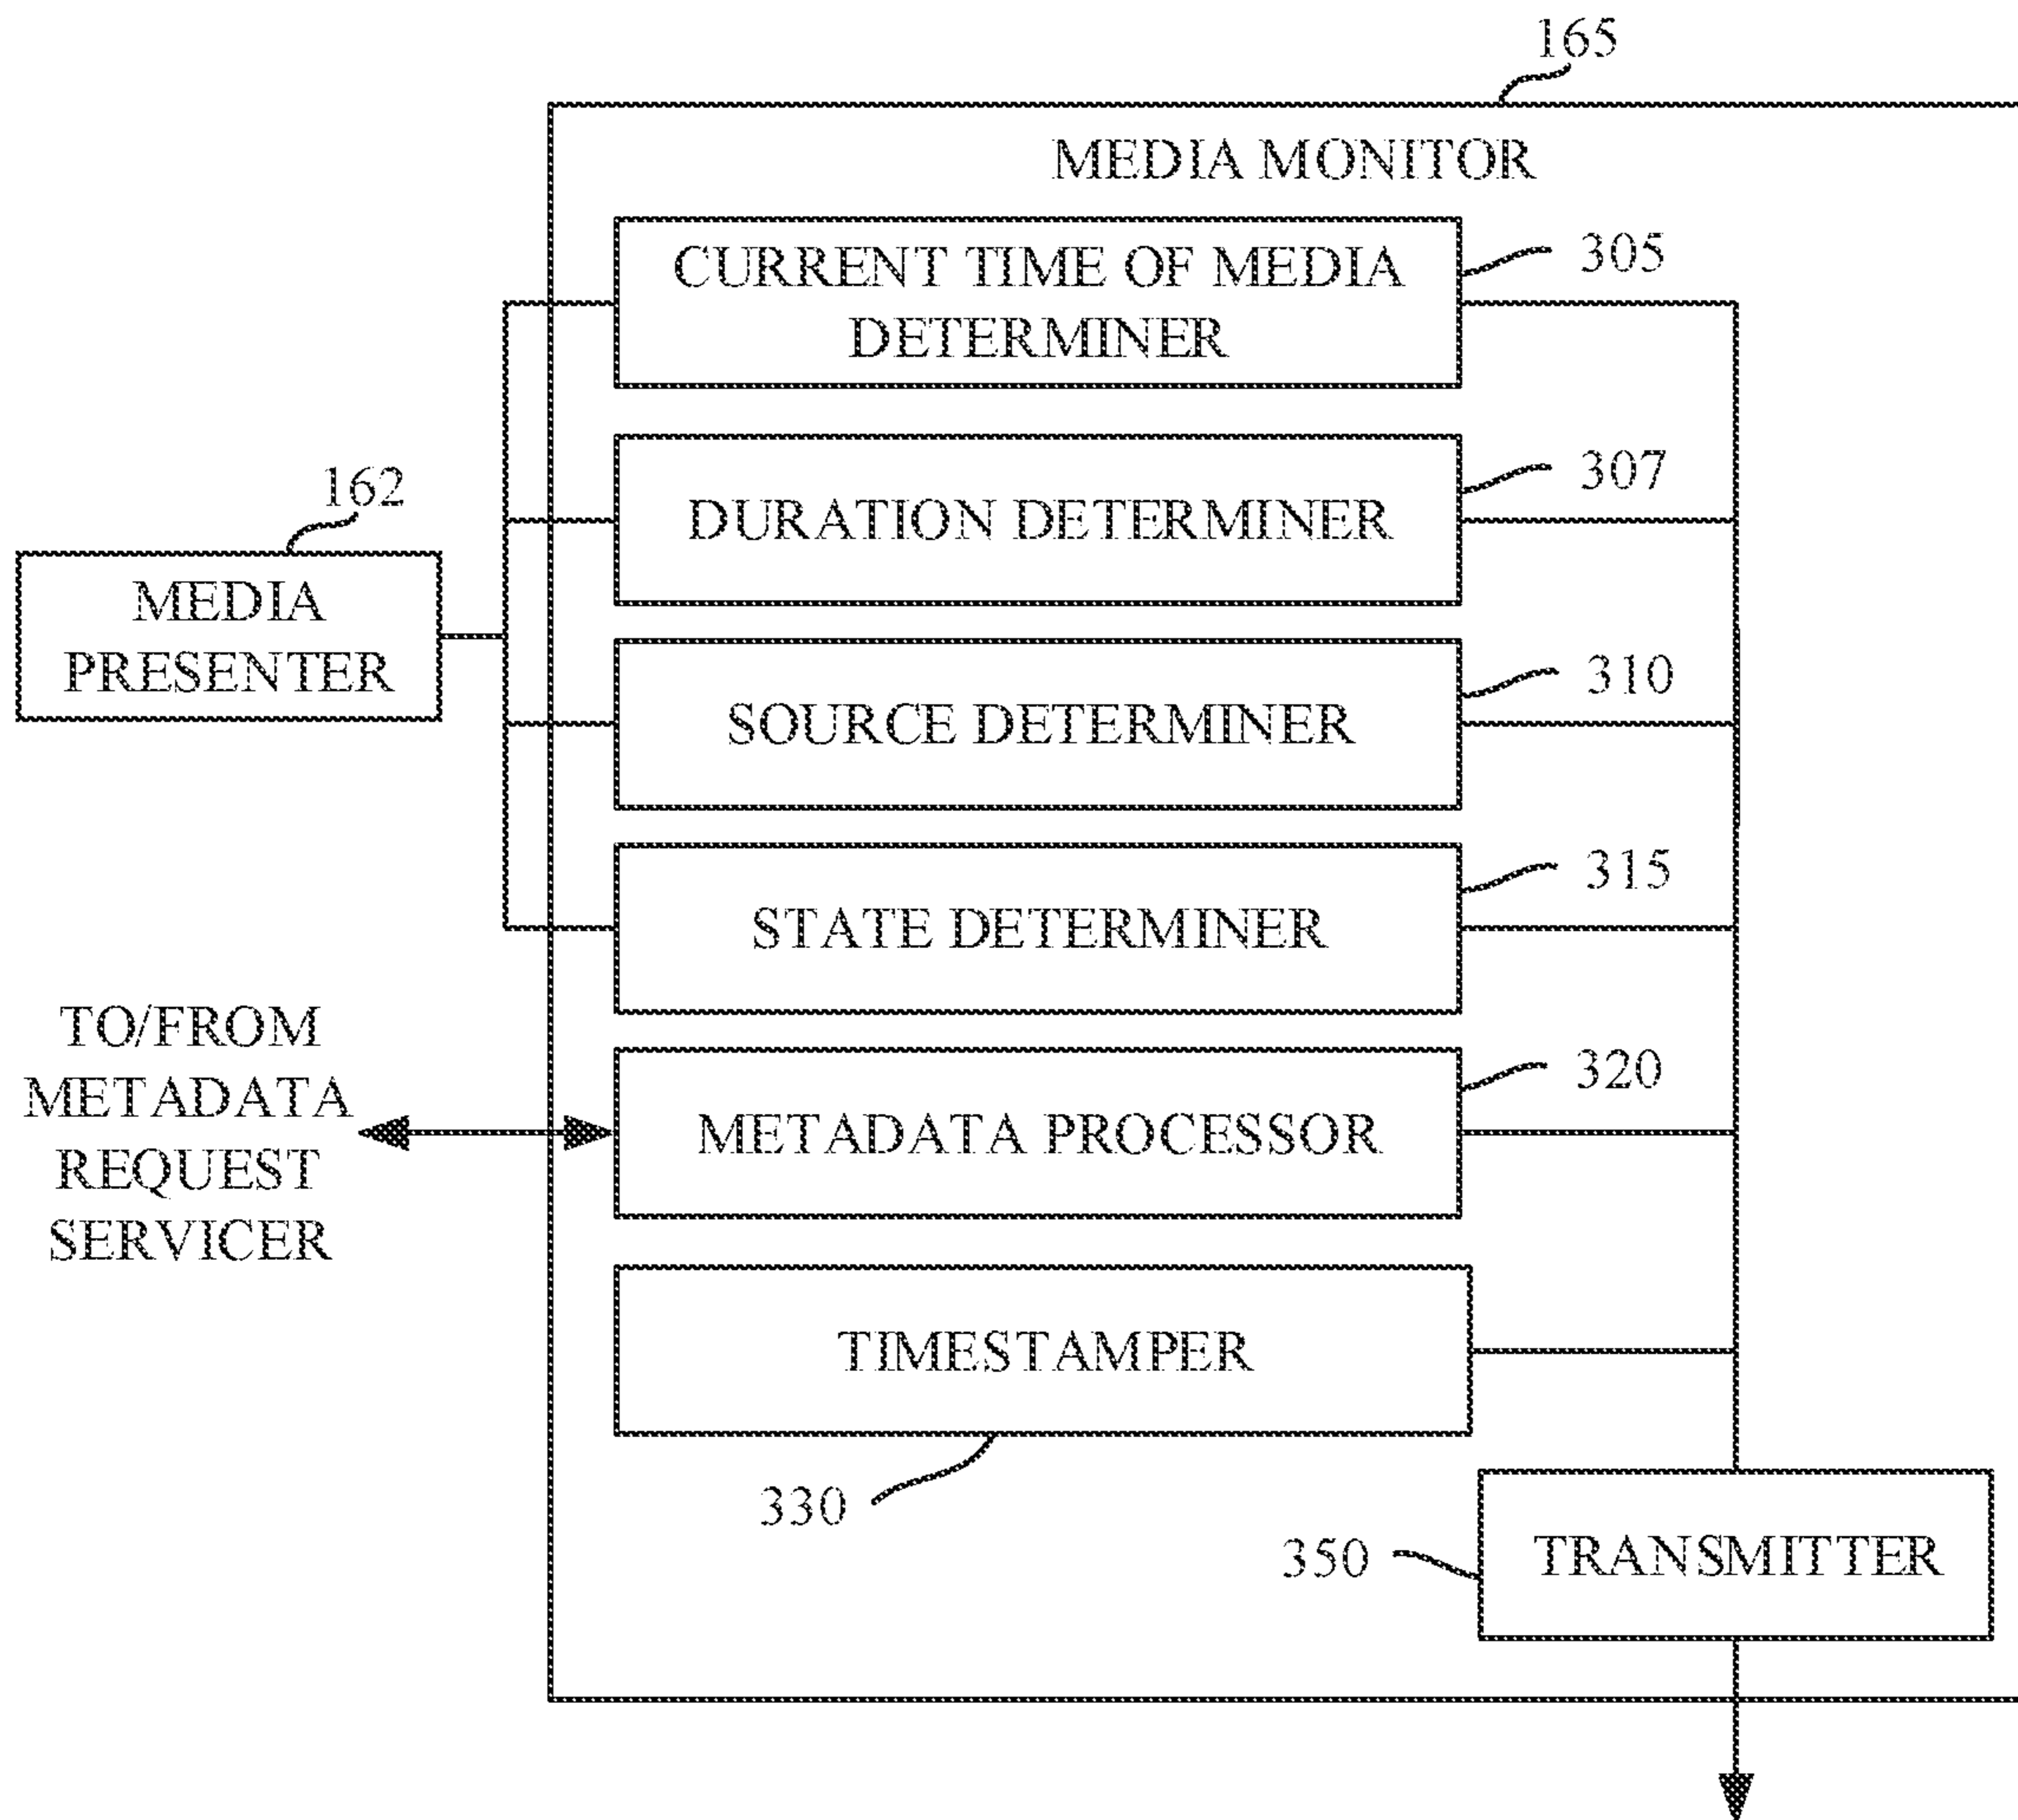 165
MEDIA MONITOR
CURRENT TIME OF MEDIA
DETERMINER
305
DURATION DETERMINER
307
162
MEDIA
PRESENTER
SOURCE DETERMINER
310
STATE DETERMINER
315
TO/FROM
METADATA
REQUEST
SERVICER
METADATA PROCESSOR
320
TIMESTAMPER
330
350
TRANSMITTER